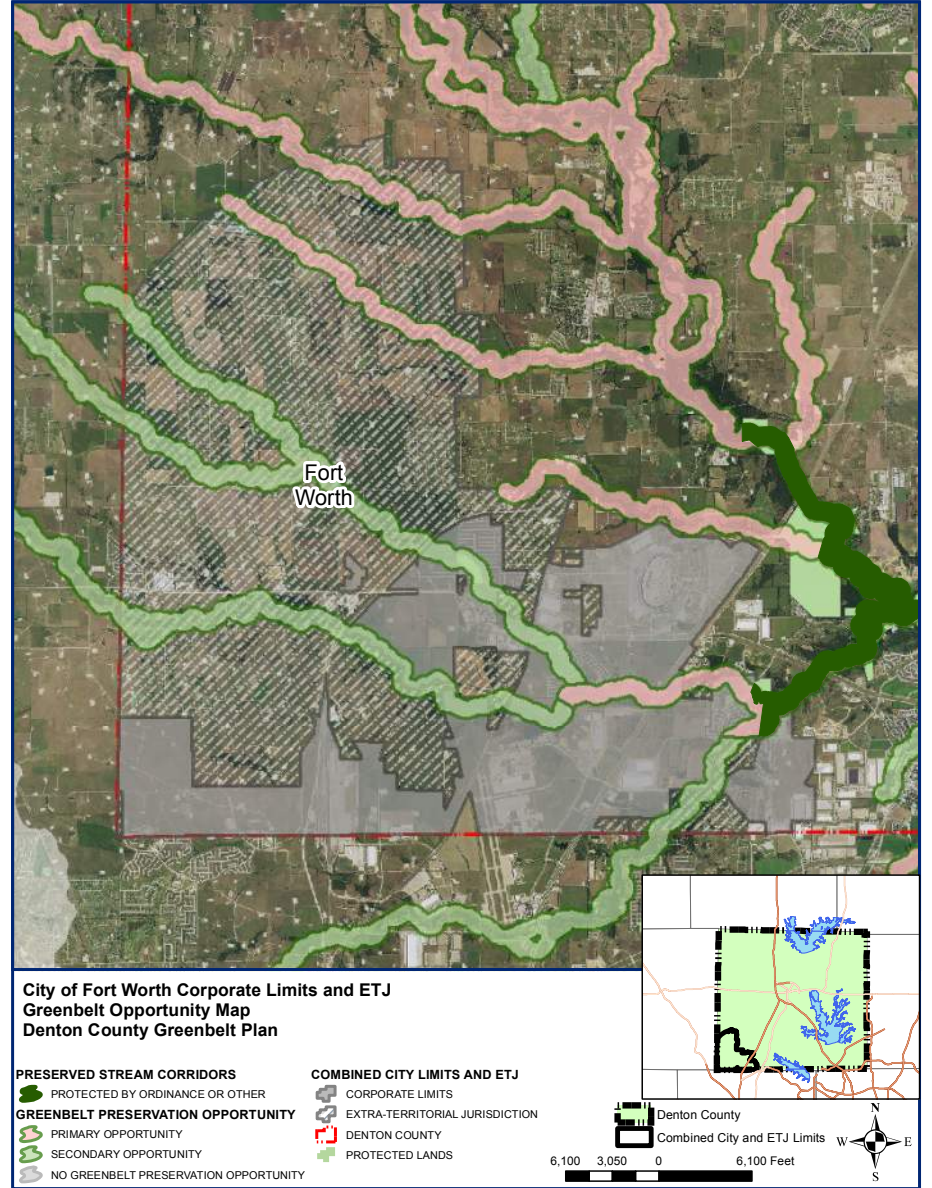 Fort
Worth
City of Fort Worth Corporate Limits and ETJ
Greenbelt Opportunity Map
Denton County Greenbelt Plan
PRESERVED STREAM CORRIDORS
PROTECTED BY ORDINANCE OR OTHER
GREENBELT PRESERVATION OPPORTUNITY
PRIMARY OPPORTUNITY
SECONDARY OPPORTUNITY
NO GREENBELT PRESERVATION OPPORTUNITY
COMBINED CITY LIMITS AND ETJ
CORPORATE LIMITS
EXTRA-TERRITORIAL JURISDICTION
DENTON COUNTY
PROTECTED LANDS
Denton County
Combined City and ETJ Limits
N
W E
S
6,100 3,050 0 6,100 Feet